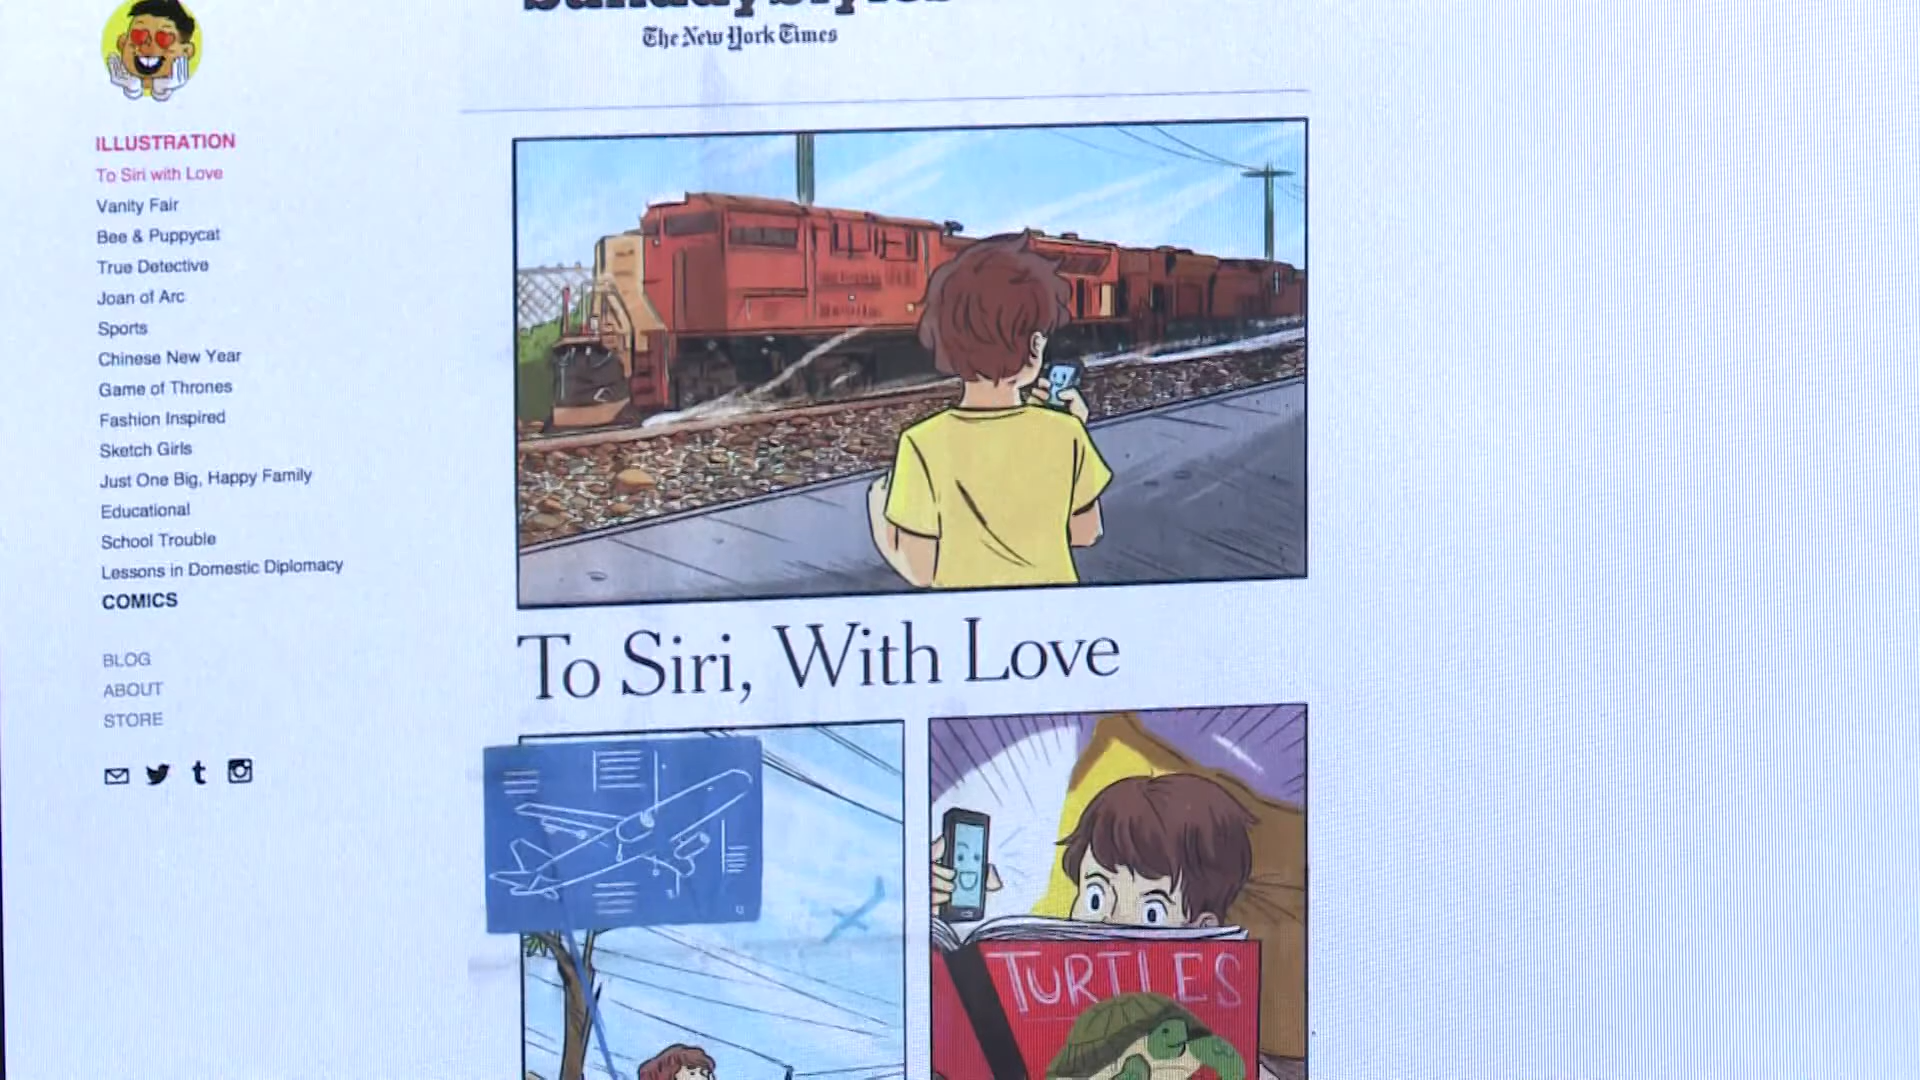 SundayStyles
The New York Times
ILLUSTRATION
To Siri with Love
Vanity Fair
Bee & Puppycat
True Detective
Joan of Arc
Sports
Chinese New Year
Game of Thrones
Fashion Inspired
Sketch Girls
Just One Big, Happy Family
Educational
School Trouble
Lessons in Domestic Diplomacy
COMICS
BLOG
ABOUT
STORE
To Siri, With Love
TURTLES